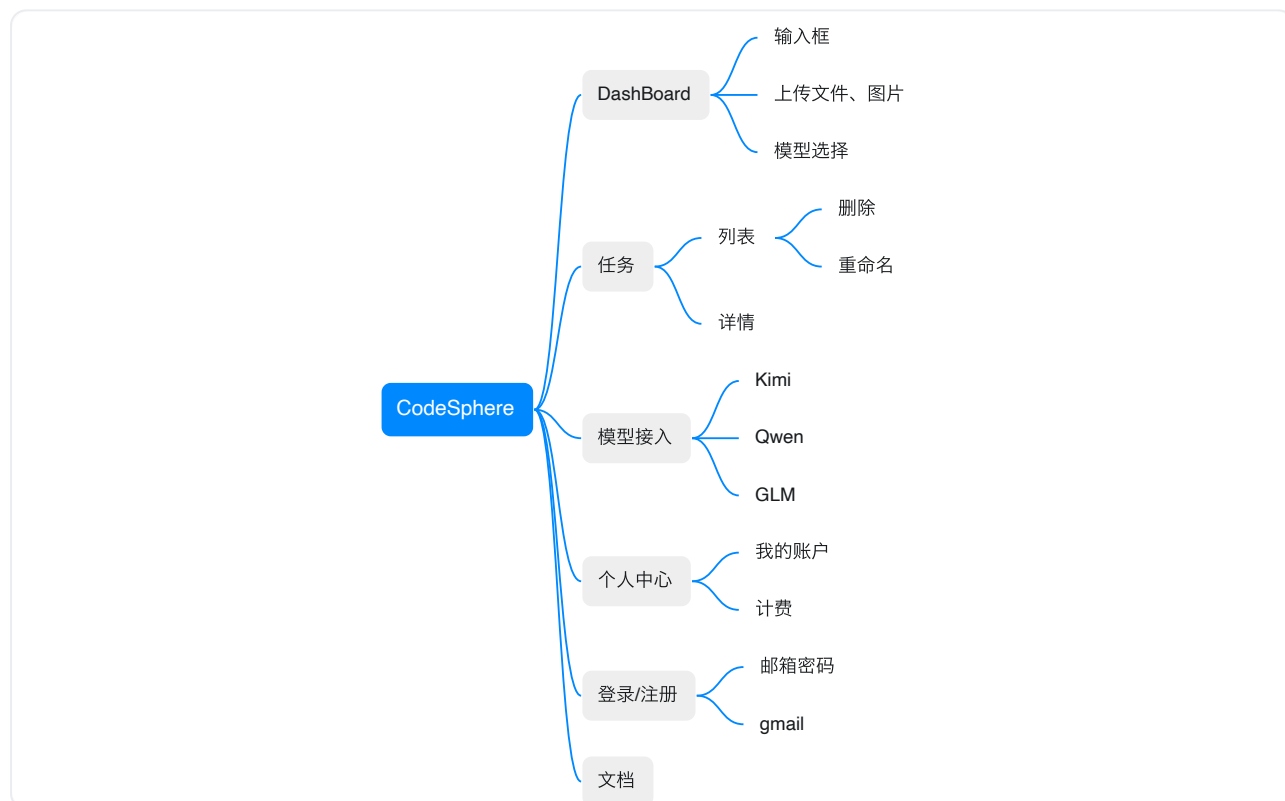 CodeSphere
DashBoard
输入框
上传文件、图片
模型选择
任务
列表
删除
重命名
详情
模型接入
Kimi
Qwen
GLM
个人中心
我的账户
计费
登录/注册
邮箱密码
gmail
文档